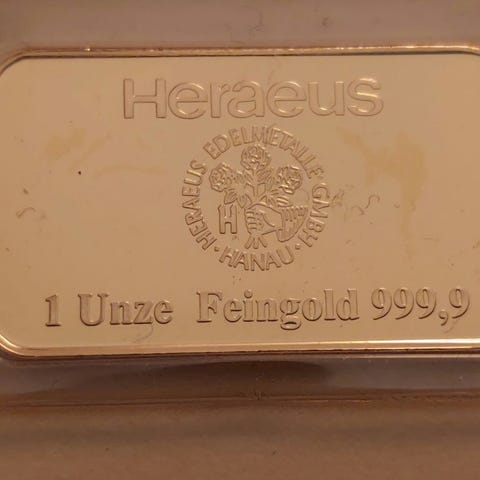 Heraeus
HERAEUS EDELMETALLE GMBH
H
· HANAU ·
1 Unze Feingold 999,9